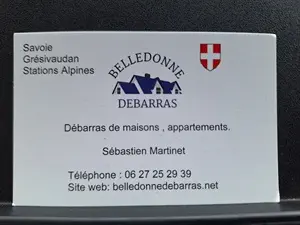 Savoie
Grésivaudan
Stations Alpines
BELLEDONNE
DEBARRAS
Débarras de maisons , appartements.
Sébastien Martinet
Téléphone : 06 27 25 29 39
Site web: belledonnedebarras.net